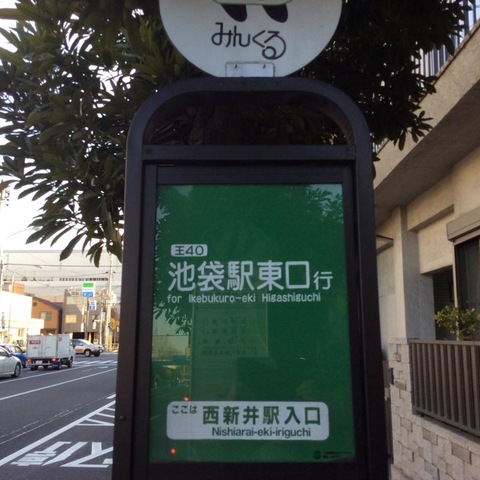 みんくる
王40
池袋駅東口行
for Ikebukuro-eki Higashiguchi
ここは 西新井駅入口
Nishiarai-eki-iriguchi